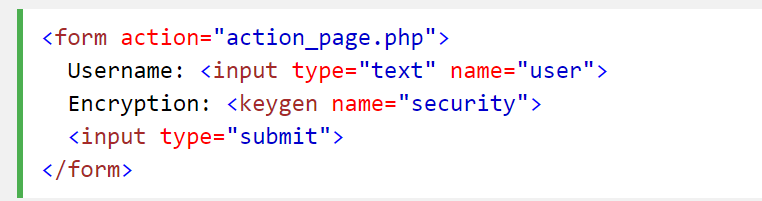 <form action="action_page.php">
Username: <input type="text" name="user">
Encryption: <keygen name="security">
<input type="submit">
</form>